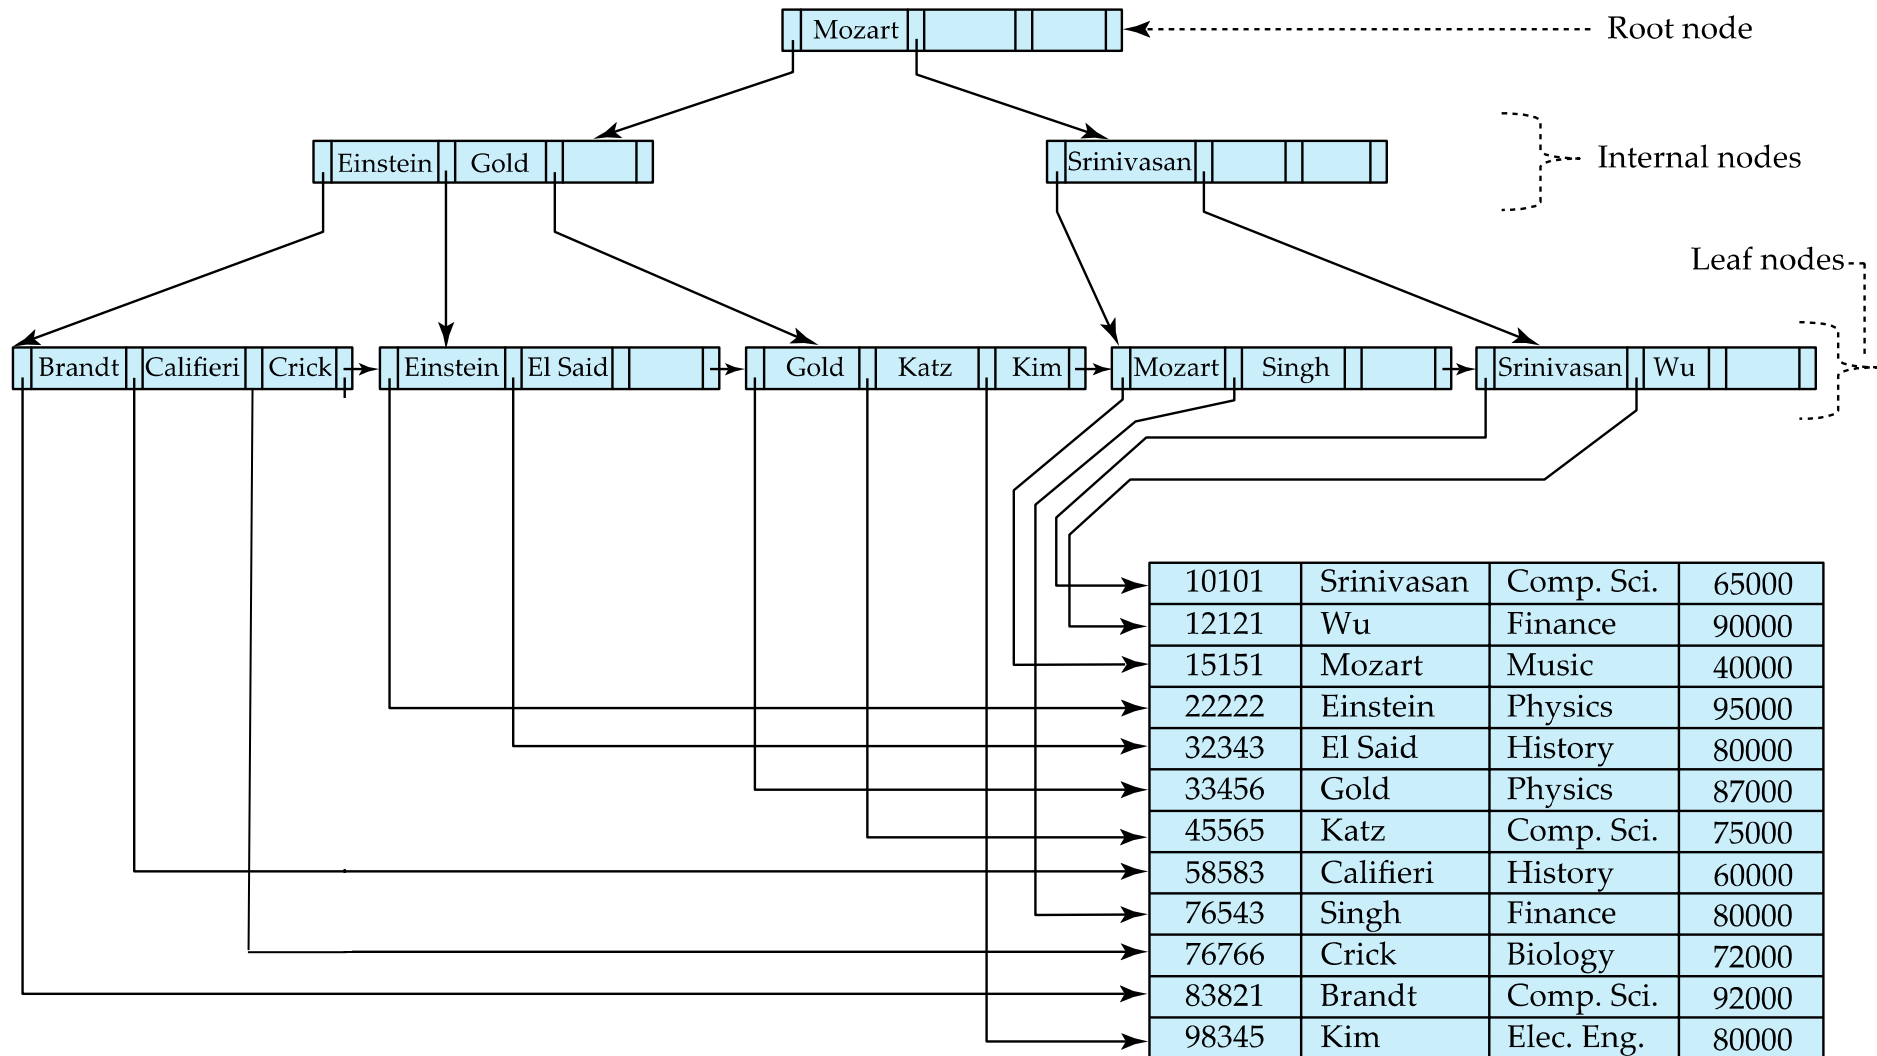 Mozart
Root node
Einstein Gold
Srinivasan
Internal nodes
Leaf nodes
Brandt Califieri Crick Einstein El Said Gold Katz Kim Mozart Singh Srinivasan Wu
10101 Srinivasan Comp. Sci. 65000
12121 Wu Finance 90000
15151 Mozart Music 40000
22222 Einstein Physics 95000
32343 El Said History 80000
33456 Gold Physics 87000
45565 Katz Comp. Sci. 75000
58583 Califieri History 60000
76543 Singh Finance 80000
76766 Crick Biology 72000
83821 Brandt Comp. Sci. 92000
98345 Kim Elec. Eng. 80000